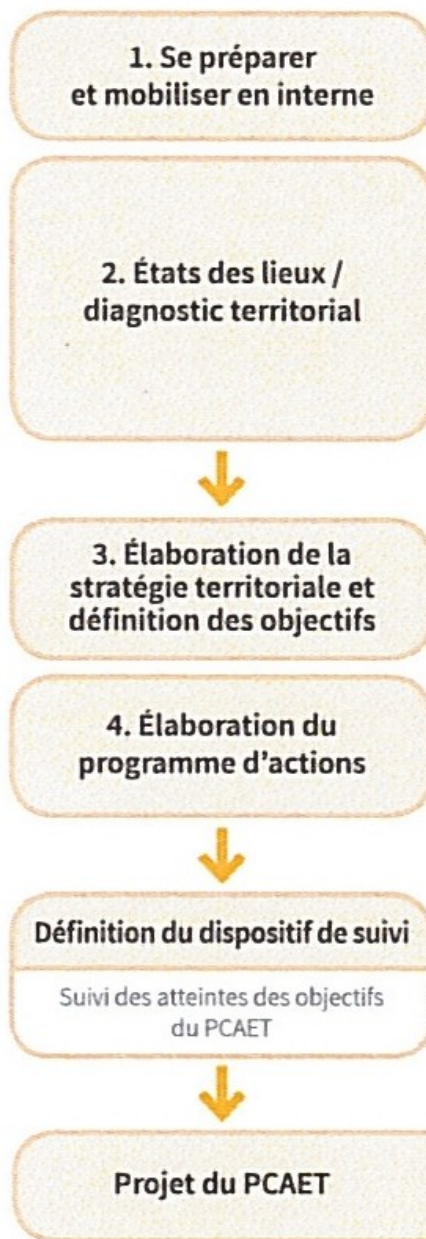 1. Se préparer
et mobiliser en interne
2. États des lieux /
diagnostic territorial
3. Élaboration de la
stratégie territoriale et
définition des objectifs
4. Élaboration du
programme d'actions
Définition du dispositif de suivi
Suivi des atteintes des objectifs
du PCAET
Projet du PCAET